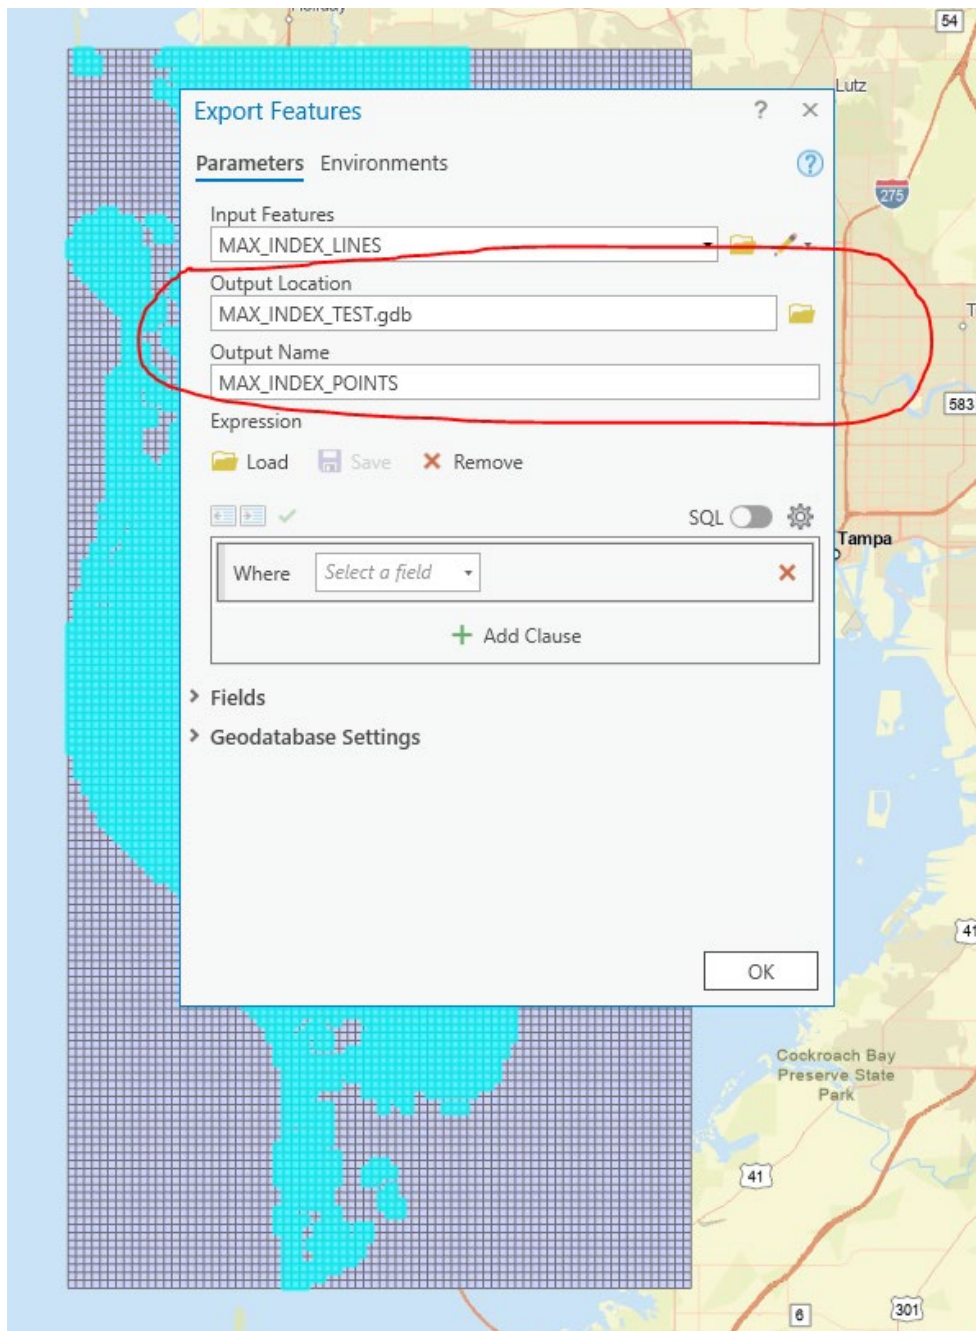 Holiday
54
Lutz
Export Features
?
Parameters Environments
?
275
Input Features
MAX_INDEX_LINES
Output Location
MAX_INDEX_TEST.gdb
T
Output Name
MAX_INDEX_POINTS
583
Expression
Load Save Remove
SQL
Tampa
Where Select a field
Add Clause
Fields
Geodatabase Settings
41
OK
Cockroach Bay
Preserve State
Park
41
6
301